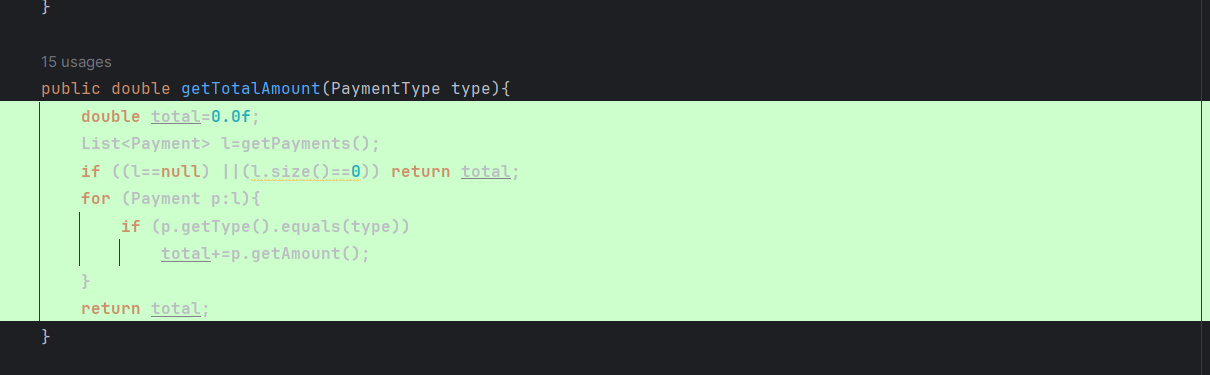 }
15 usages
public double getTotalAmount(PaymentType type){
double total=0.0f;
List<Payment> l=getPayments();
if ((l==null) ||(l.size()==0)) return total;
for (Payment p:l){
if (p.getType().equals(type))
total+=p.getAmount();
}
return total;
}